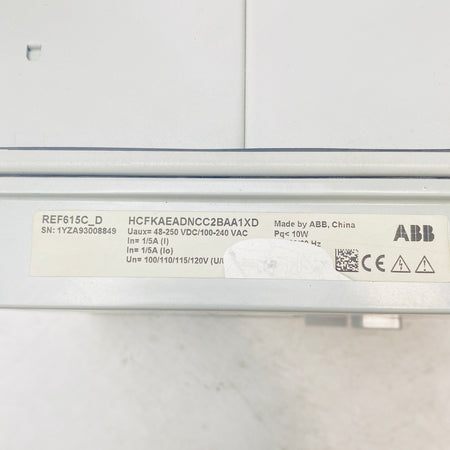 REF615C_D
SN: 1YZA93008849
HCFKAEADNCC2BAA1XD
Uaux= 48-250 VDC/100-240 VAC
In= 1/5A (I)
In= 1/5A (Io)
Un= 100/110/115/120V (U/
Made by ABB, China
Pq< 10W
Hz
CE
ABB